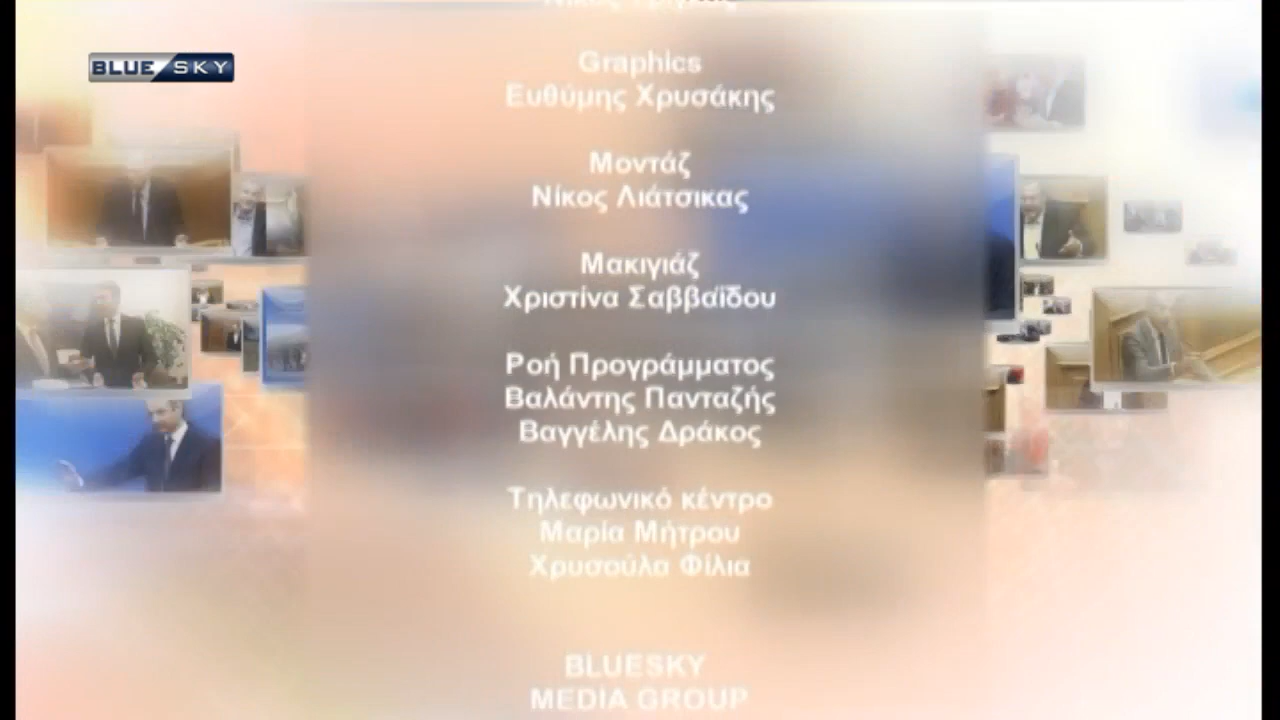 BLUE SKY
Graphics
Ευθύμης Χρυσάκης
Μοντάζ
Νίκος Λιάτσικας
Μακιγιάζ
Χριστίνα Σαββαΐδου
Ροή Προγράμματος
Βαλάντης Πανταζής
Βαγγέλης Δράκος
Τηλεφωνικό κέντρο
Μαρία Μήτρου
Χρυσούλα Φίλια
BLUESKY
MEDIA GROUP